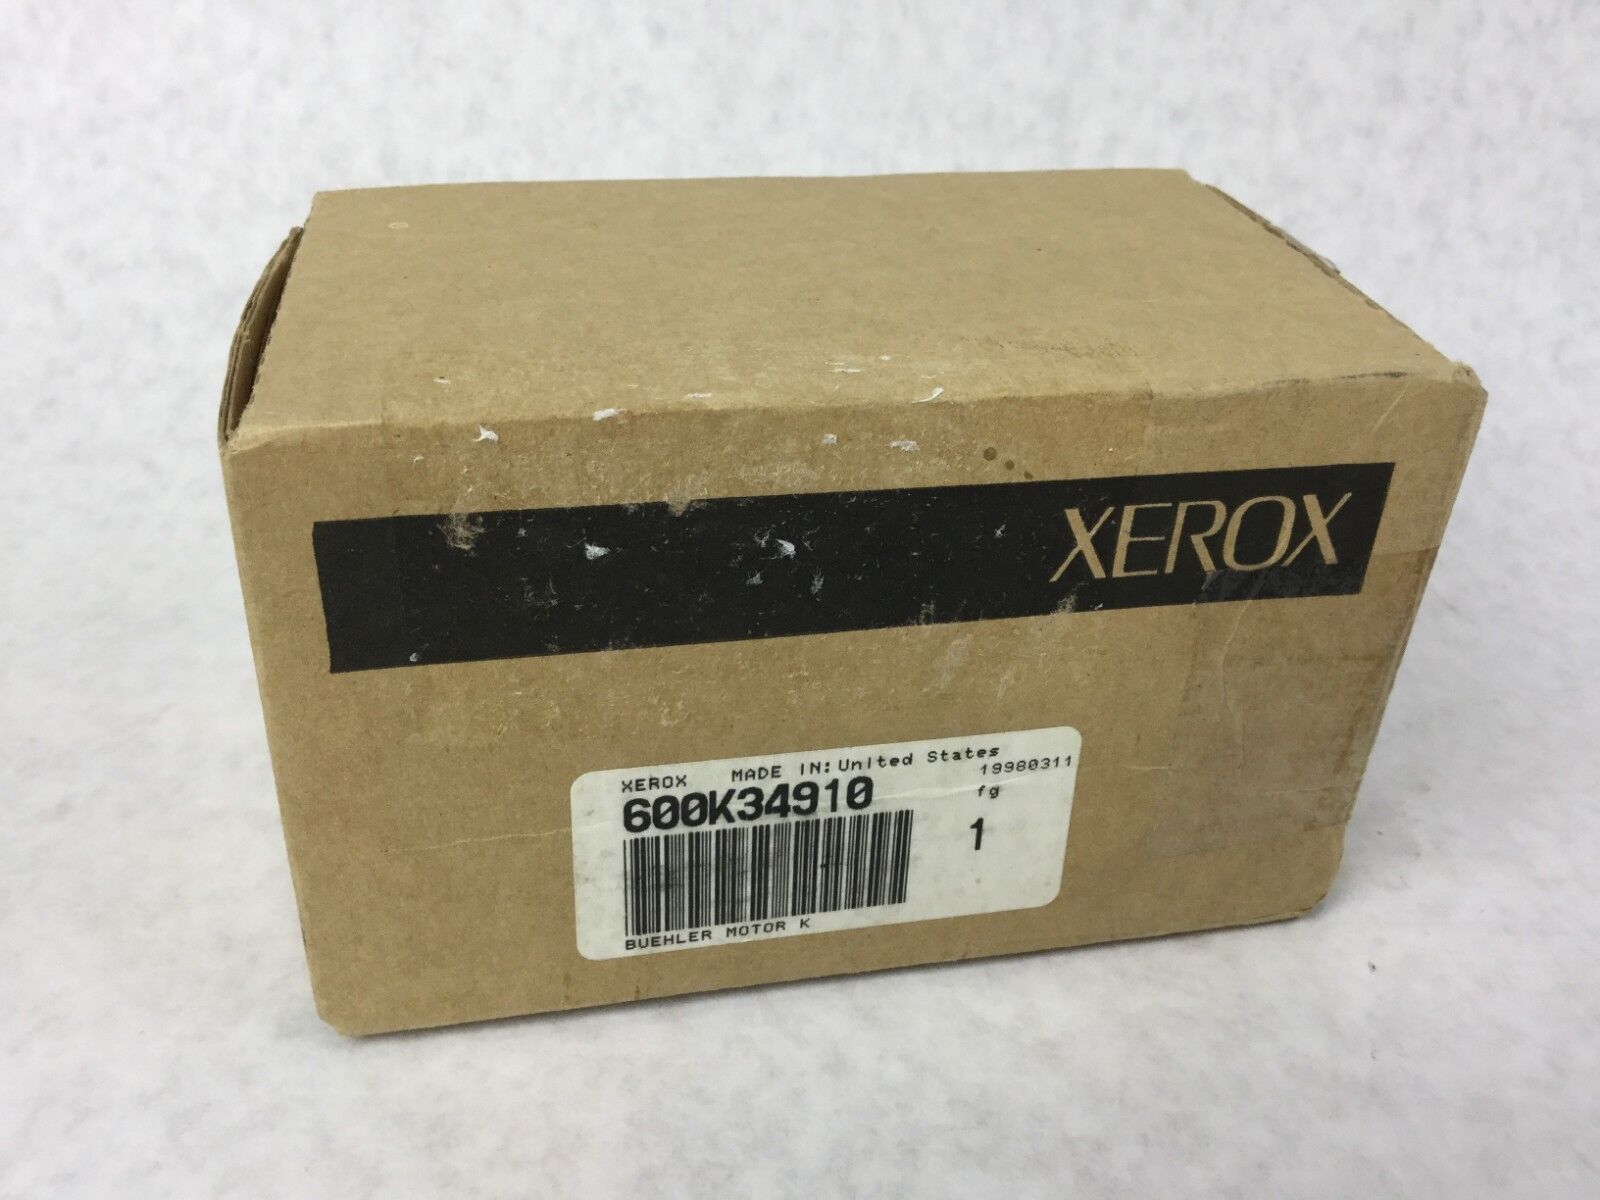 XEROX
XEROX MADE IN: United States
600K34910
19980311
fg
1
BUEHLER MOTOR K